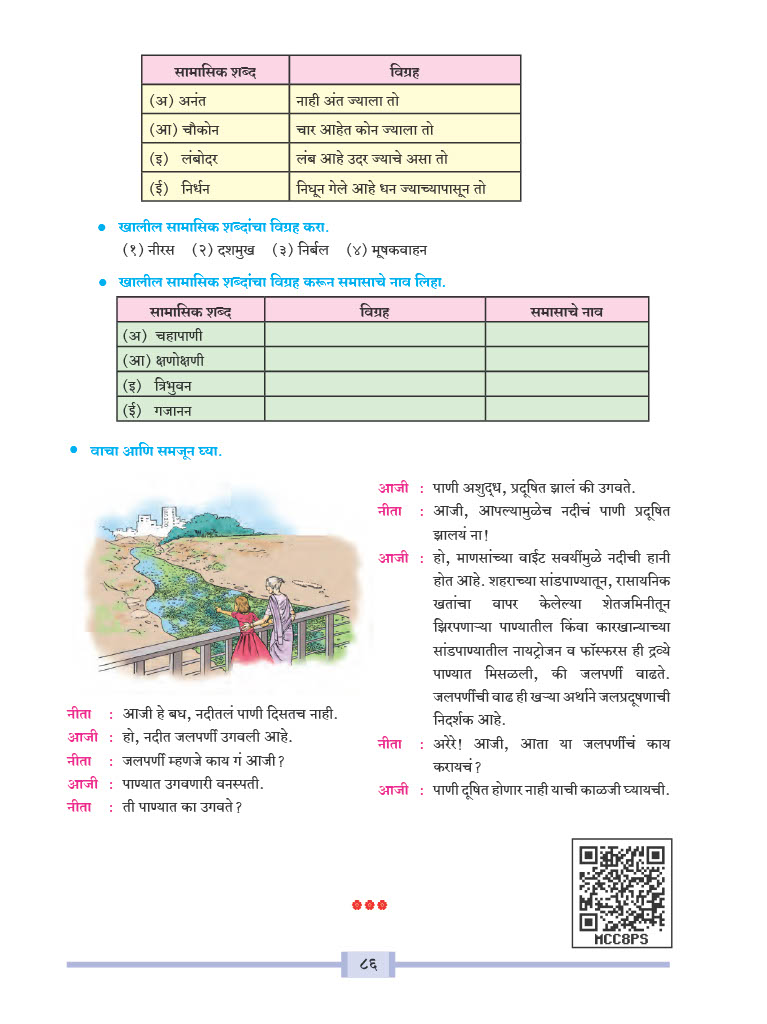 सामासिक शब्द विग्रह
(अ) अनंत नाही अंत ज्याला तो
(आ) चौकोन चार आहेत कोन ज्याला तो
(इ) लंबोदर लंब आहे उदर ज्याचे असा तो
(ई) निर्धन निघून गेले आहे धन ज्याच्यापासून तो
● खालील सामासिक शब्दांचा विग्रह करा.
(१) नीरस (२) दशमुख (३) निर्बल (४) मूषकवाहन
● खालील सामासिक शब्दांचा विग्रह करून समासाचे नाव लिहा.
सामासिक शब्द विग्रह समासाचे नाव
(अ) चहापाणी
(आ) क्षणोक्षणी
(इ) त्रिभुवन
(ई) गजानन
● वाचा आणि समजून घ्या.
नीता : आजी हे बघ, नदीतलं पाणी दिसतच नाही.
आजी : हो, नदीत जलपर्णी उगवली आहे.
नीता : जलपर्णी म्हणजे काय गं आजी?
आजी : पाण्यात उगवणारी वनस्पती.
नीता : ती पाण्यात का उगवते?
आजी : पाणी अशुद्ध, प्रदूषित झालं की उगवते.
नीता : आजी, आपल्यामुळेच नदीचं पाणी प्रदूषित
झालयं ना!
आजी : हो, माणसांच्या वाईट सवयींमुळे नदीची हानी
होत आहे. शहराच्या सांडपाण्यातून, रासायनिक
खतांचा वापर केलेल्या शेतजमिनीतून
झिरपणाऱ्या पाण्यातील किंवा कारखान्याच्या
सांडपाण्यातील नायट्रोजन व फॉस्फरस ही द्रव्ये
पाण्यात मिसळली, की जलपर्णी वाढते.
जलपर्णीची वाढ ही खऱ्या अर्थाने जलप्रदूषणाची
निदर्शक आहे.
नीता : अरेरे! आजी, आता या जलपर्णीचं काय
करायचं?
आजी : पाणी दूषित होणार नाही याची काळजी घ्यायची.
MCC8PS
८६